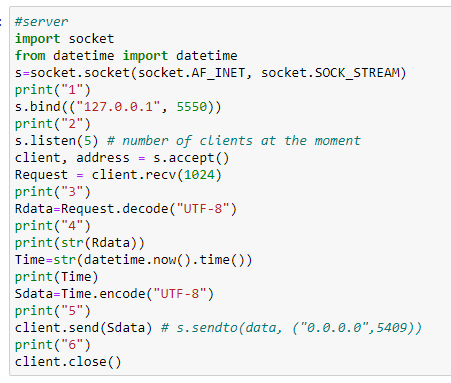 :
#server
import socket
from datetime import datetime
s=socket.socket(socket.AF_INET, socket.SOCK_STREAM)
print("1")
s.bind(("127.0.0.1", 5550))
print("2")
s.listen(5) # number of clients at the moment
client, address = s.accept()
Request = client.recv(1024)
print("3")
Rdata=Request.decode("UTF-8")
print("4")
print(str(Rdata))
Time=str(datetime.now().time())
print(Time)
Sdata=Time.encode("UTF-8")
print("5")
client.send(Sdata) # s.sendto(data, ("0.0.0.0",5409))
print("6")
client.close()